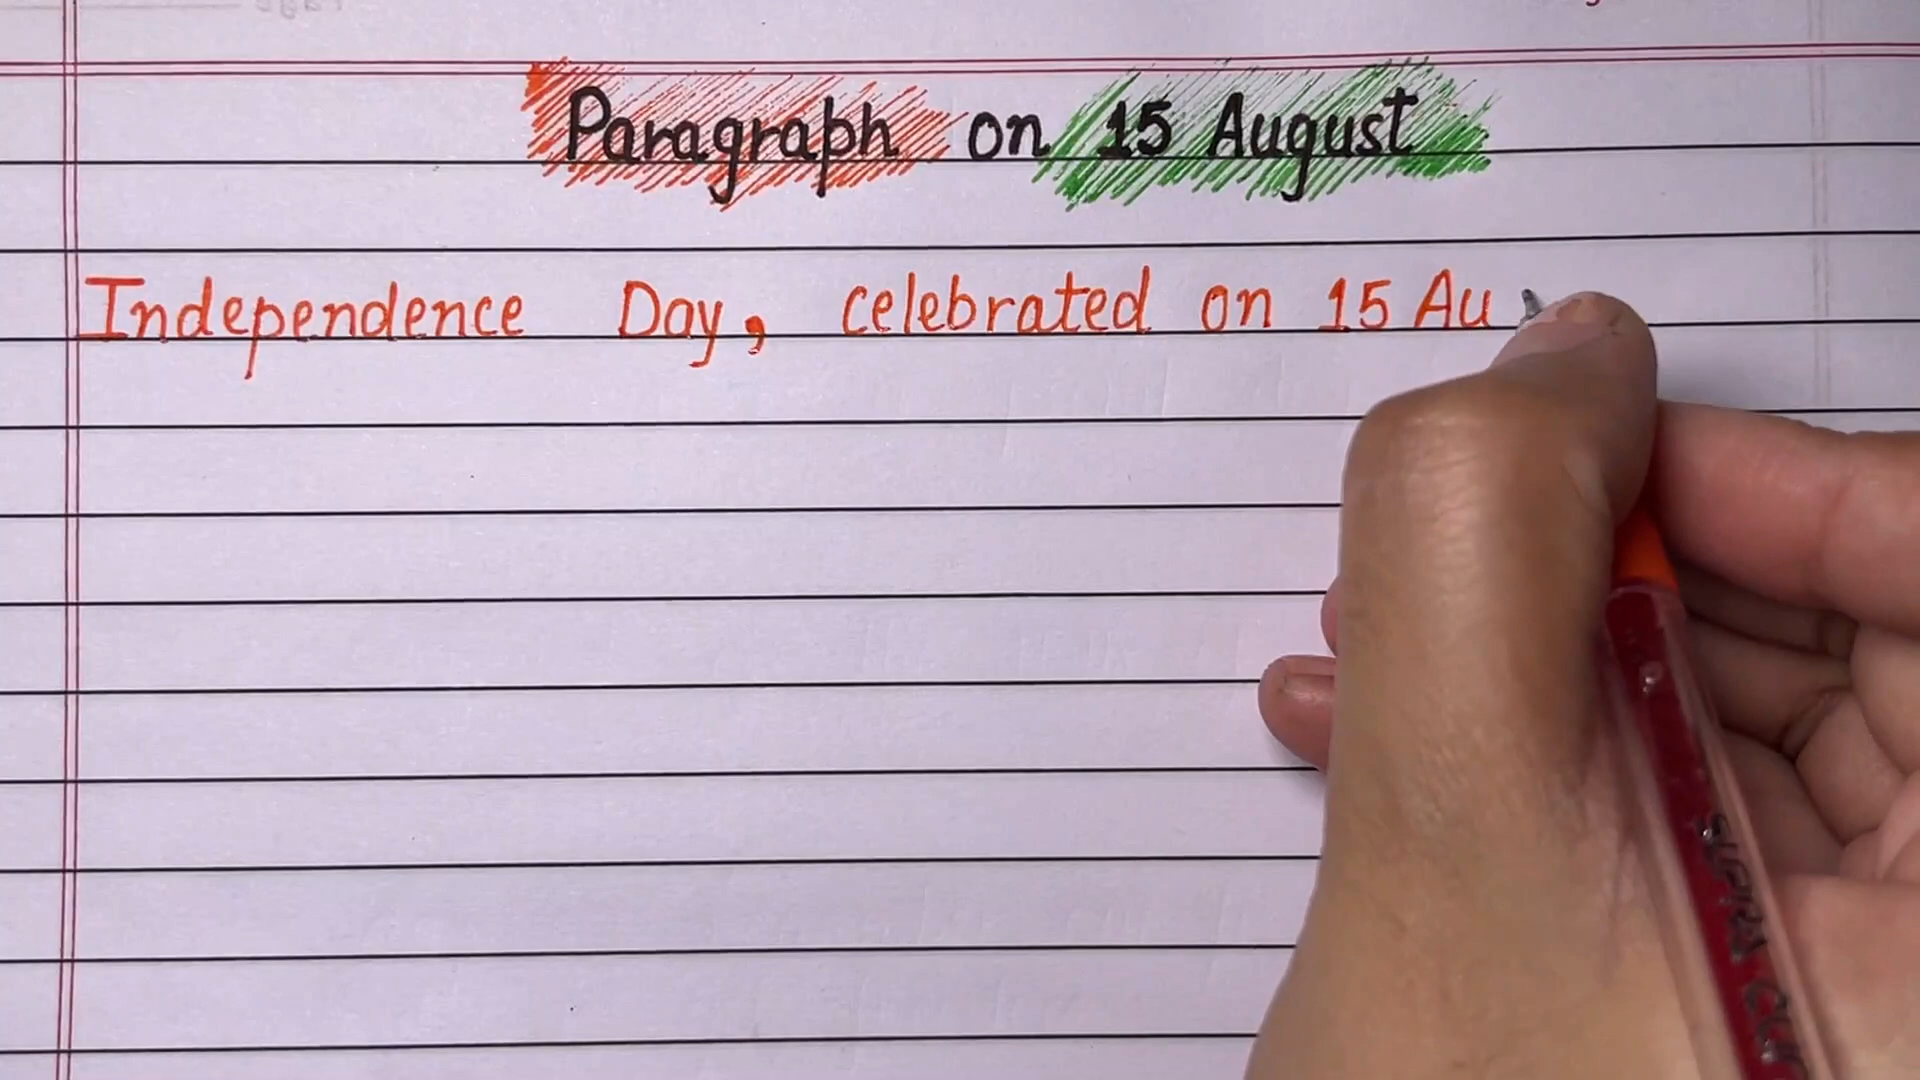 Paragraph on 15 August
Independence Day, celebrated on 15 Au